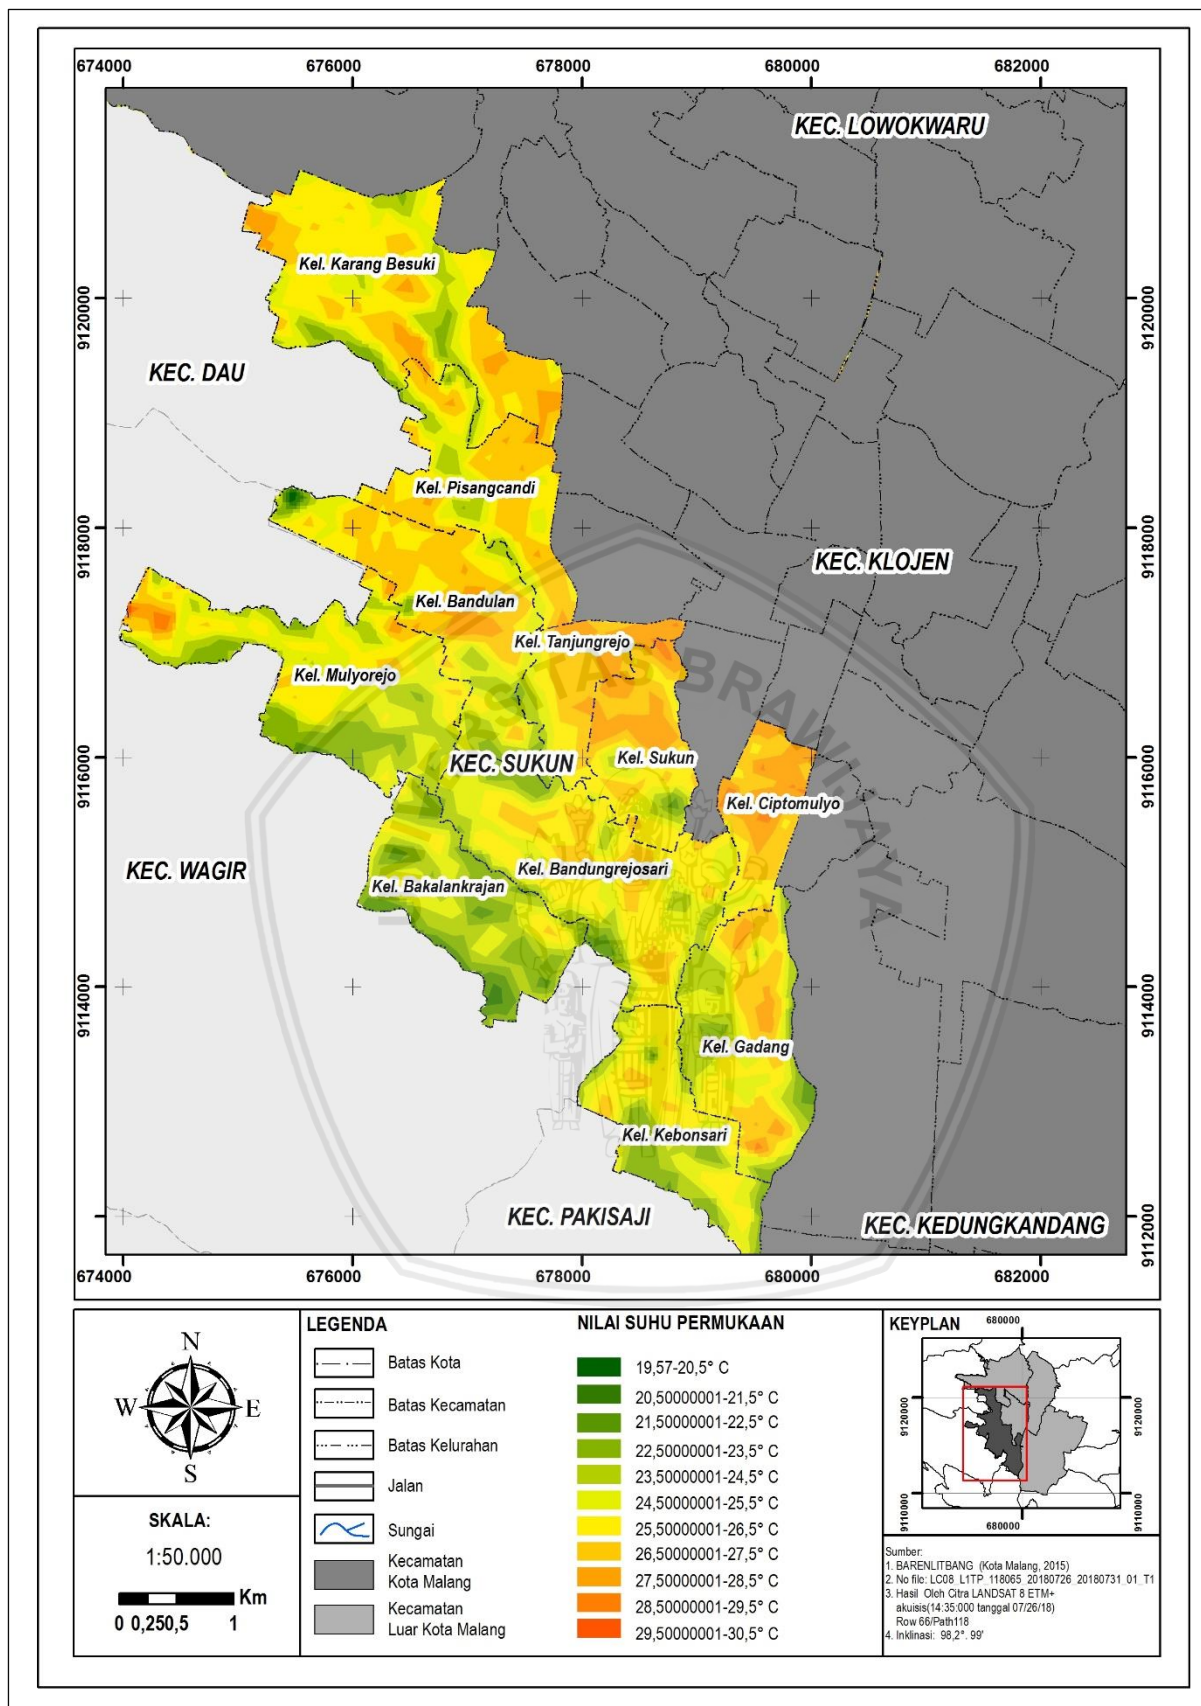 674000 676000 678000 680000 682000
KEC. LOWOKWARU
Kel. Karang Besuki
9120000 9120000
KEC. DAU
Kel. Pisangcandi
9118000 9118000
KEC. KLOJEN
Kel. Bandulan
Kel. Tanjungrejo
Kel. Mulyorejo
UNIVERSITAS BRAWIJAYA
9116000 9116000
KEC. SUKUN
Kel. Sukun
Kel. Ciptomulyo
KEC. WAGIR
Kel. Bandungrejosari
Kel. Bakalankrajan
9114000 9114000
Kel. Gadang
Kel. Kebonsari
KEC. PAKISAJI
KEC. KEDUNGKANDANG
9112000
674000 676000 678000 680000 682000
N
W E
S
SKALA:
1:50.000
Km
0 0,250,5 1
LEGENDA
Batas Kota
Batas Kecamatan
Batas Kelurahan
Jalan
Sungai
Kecamatan
Kota Malang
Kecamatan
Luar Kota Malang
NILAI SUHU PERMUKAAN
19,57-20,5° C
20,50000001-21,5° C
21,50000001-22,5° C
22,50000001-23,5° C
23,50000001-24,5° C
24,50000001-25,5° C
25,50000001-26,5° C
26,50000001-27,5° C
27,50000001-28,5° C
28,50000001-29,5° C
29,50000001-30,5° C
KEYPLAN
680000
9120000 9120000
9110000 9110000
680000
Sumber:
1. BARENLITBANG (Kota Malang, 2015)
2. No file: LC08_L1TP_118065_20180726_20180731_01_T1
3. Hasil Oleh Citra LANDSAT 8 ETM+
akuisis(14:35:000 tanggal 07/26/18)
Row 66/Path118
4. Inklinasi: 98,2°. 99'